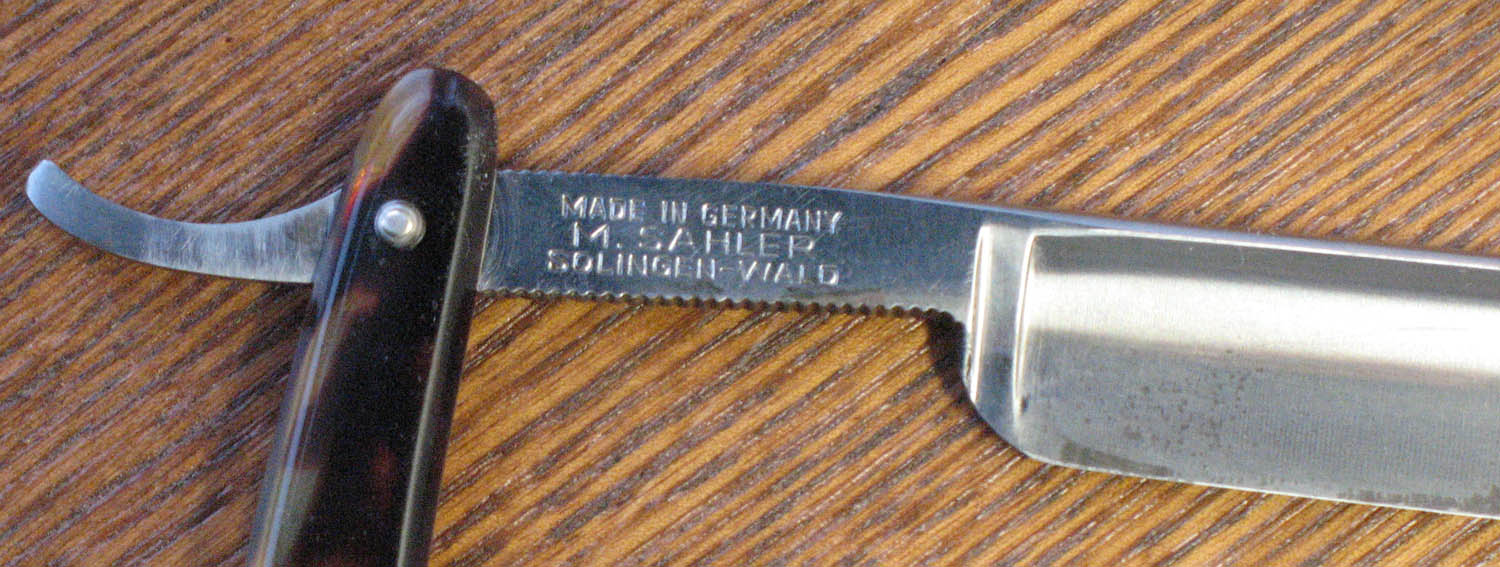 MADE IN GERMANY
M. SAHLER
SOLINGEN-WALD